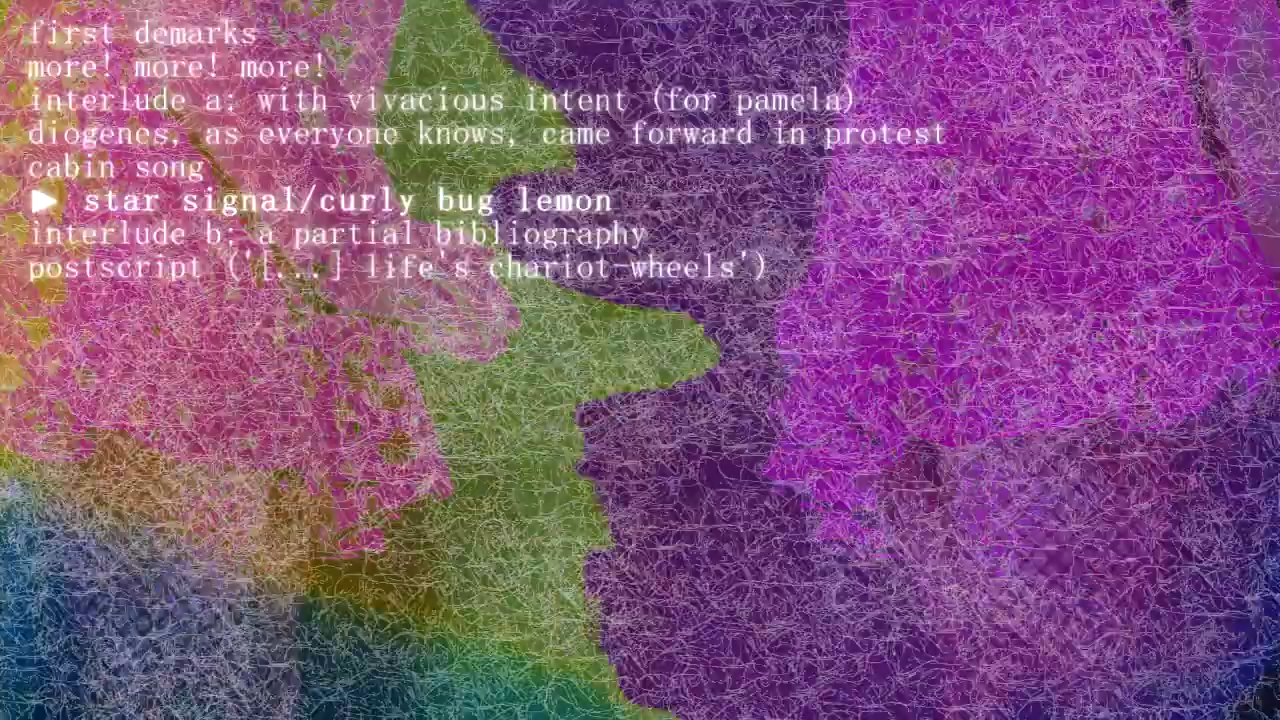 first demarks
more! more! more!
interlude a: with vivacious intent (for pamela)
diogenes, as everyone knows, came forward in protest
cabin song
▶ star signal/curly bug lemon
interlude b: a partial bibliography
postscript ('[...] life's chariot-wheels')